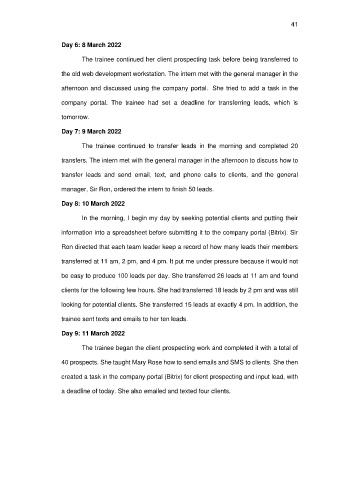 41
Day 6: 8 March 2022
The trainee continued her client prospecting task before being transferred to
the old web development workstation. The intern met with the general manager in the
afternoon and discussed using the company portal. She tried to add a task in the
company portal. The trainee had set a deadline for transferring leads, which is
tomorrow.
Day 7: 9 March 2022
The trainee continued to transfer leads in the morning and completed 20
transfers. The intern met with the general manager in the afternoon to discuss how to
transfer leads and send email, text, and phone calls to clients, and the general
manager, Sir Ron, ordered the intern to finish 50 leads.
Day 8: 10 March 2022
In the morning, I begin my day by seeking potential clients and putting their
information into a spreadsheet before submitting it to the company portal (Bitrix). Sir
Ron directed that each team leader keep a record of how many leads their members
transferred at 11 am, 2 pm, and 4 pm. It put me under pressure because it would not
be easy to produce 100 leads per day. She transferred 26 leads at 11 am and found
clients for the following few hours. She had transferred 18 leads by 2 pm and was still
looking for potential clients. She transferred 15 leads at exactly 4 pm. In addition, the
trainee sent texts and emails to her ten leads.
Day 9: 11 March 2022
The trainee began the client prospecting work and completed it with a total of
40 prospects. She taught Mary Rose how to send emails and SMS to clients. She then
created a task in the company portal (Bitrix) for client prospecting and input lead, with
a deadline of today. She also emailed and texted four clients.